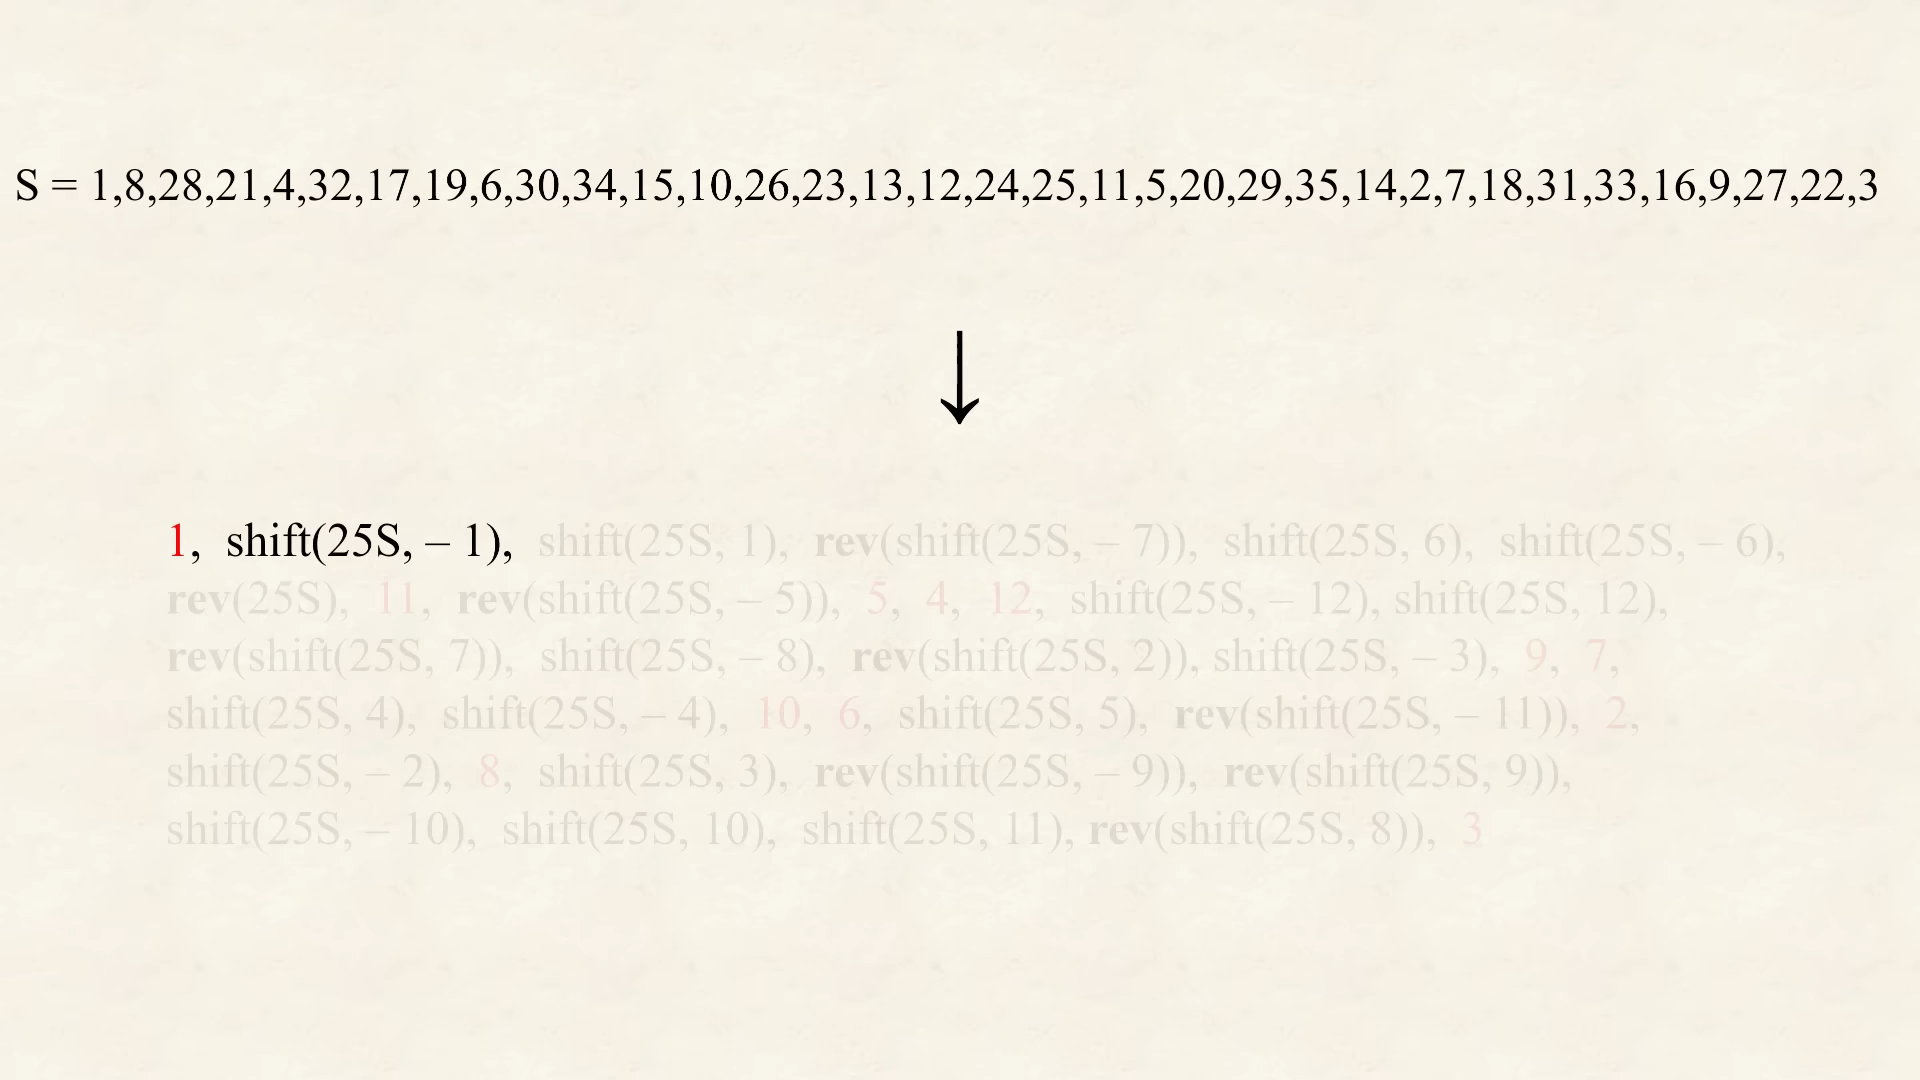 S = 1,8,28,21,4,32,17,19,6,30,34,15,10,26,23,13,12,24,25,11,5,20,29,35,14,2,7,18,31,33,16,9,27,22,3
↓
1, shift(25S, – 1), shift(25S, 1), rev(shift(25S, – 7)), shift(25S, 6), shift(25S, – 6),
rev(25S), 11, rev(shift(25S, – 5)), 5, 4, 12, shift(25S, – 12), shift(25S, 12),
rev(shift(25S, 7)), shift(25S, – 8), rev(shift(25S, 2)), shift(25S, – 3), 9, 7,
shift(25S, 4), shift(25S, – 4), 10, 6, shift(25S, 5), rev(shift(25S, – 11)), 2,
shift(25S, – 2), 8, shift(25S, 3), rev(shift(25S, – 9)), rev(shift(25S, 9)),
shift(25S, – 10), shift(25S, 10), shift(25S, 11), rev(shift(25S, 8)), 3